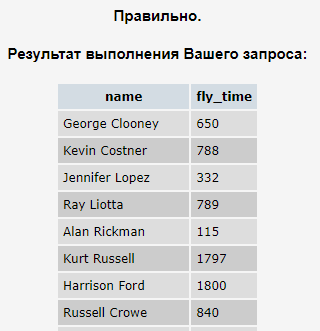 Правильно.
Результат выполнения Вашего запроса:
name fly_time
George Clooney 650
Kevin Costner 788
Jennifer Lopez 332
Ray Liotta 789
Alan Rickman 115
Kurt Russell 1797
Harrison Ford 1800
Russell Crowe 840